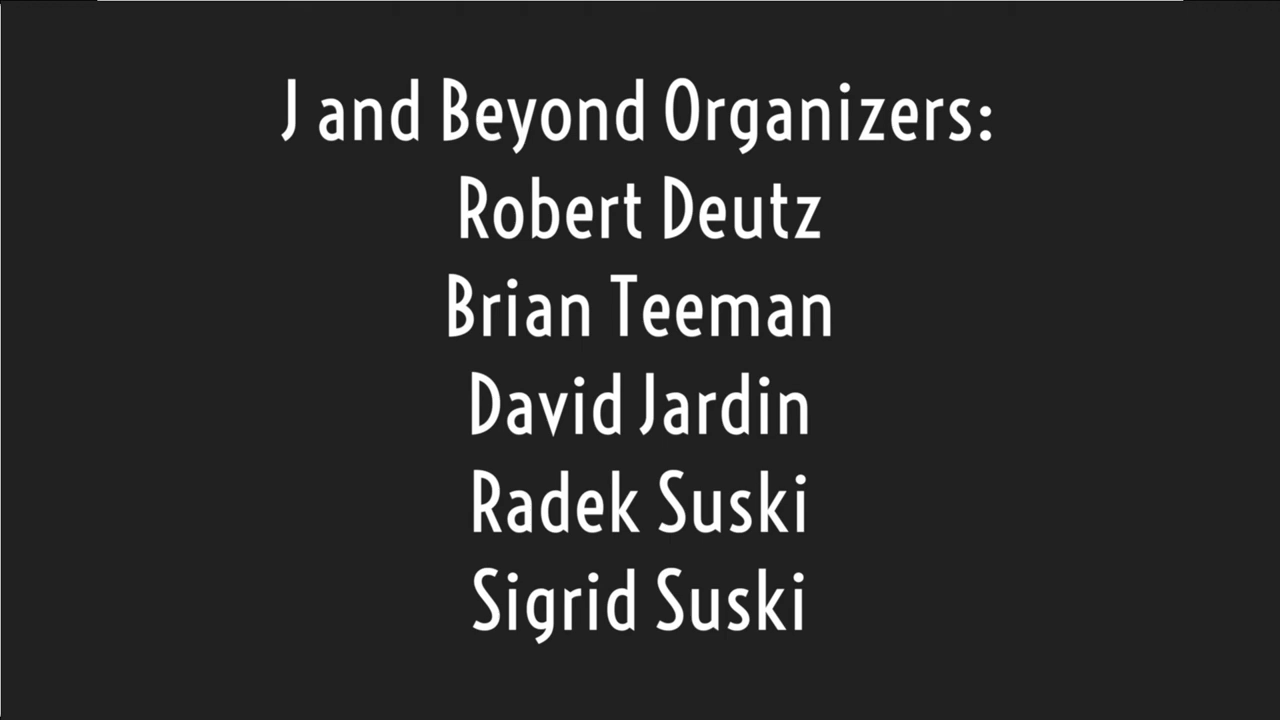 J and Beyond Organizers:
Robert Deutz
Brian Teeman
David Jardin
Radek Suski
Sigrid Suski